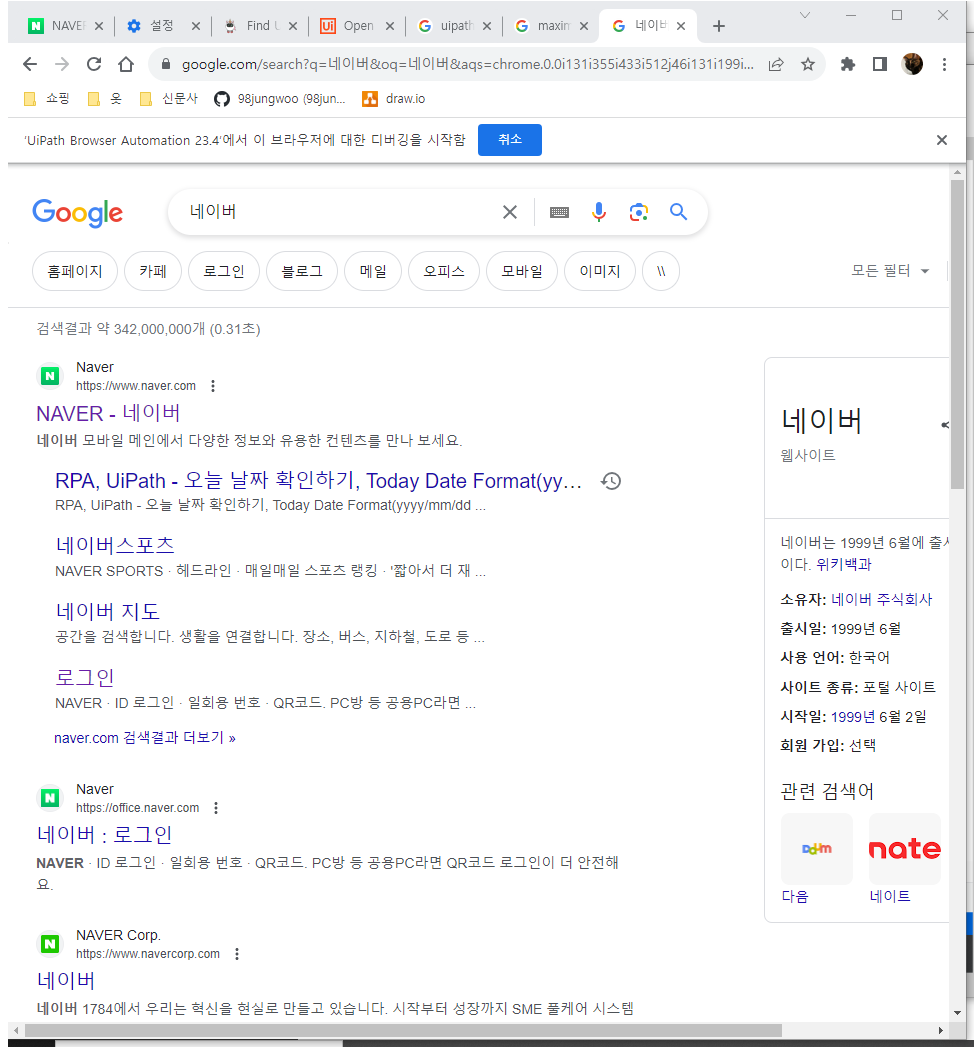 NAVE
설정
Find U
Open
uipath
maxim
네이버
google.com/search?q=네이버&oq=네이버&aqs=chrome.0.0i131i355i433i512j46i131i199i...
쇼핑 옷 신문사 98jungwoo (98jun... draw.io
'UiPath Browser Automation 23.4'에서 이 브라우저에 대한 디버깅을 시작함 취소
Google 네이버
홈페이지 카페 로그인 블로그 메일 오피스 모바일 이미지 \\ 모든 필터
검색결과 약 342,000,000개 (0.31초)
Naver
https://www.naver.com
NAVER - 네이버
네이버 모바일 메인에서 다양한 정보와 유용한 컨텐츠를 만나 보세요.
RPA, UiPath - 오늘 날짜 확인하기, Today Date Format(yy...
RPA, UiPath - 오늘 날짜 확인하기, Today Date Format(yyyy/mm/dd ...
네이버스포츠
NAVER SPORTS · 헤드라인 · 매일매일 스포츠 랭킹 · '짧아서 더 재 ...
네이버 지도
공간을 검색합니다. 생활을 연결합니다. 장소, 버스, 지하철, 도로 등 ...
로그인
NAVER · ID 로그인 · 일회용 번호 · QR코드. PC방 등 공용PC라면 ...
naver.com 검색결과 더보기 »
Naver
https://office.naver.com
네이버 : 로그인
NAVER · ID 로그인 · 일회용 번호 · QR코드. PC방 등 공용PC라면 QR코드 로그인이 더 안전해
요.
NAVER Corp.
https://www.navercorp.com
네이버
네이버 1784에서 우리는 혁신을 현실로 만들고 있습니다. 시작부터 성장까지 SME 풀케어 시스템
네이버
웹사이트
네이버는 1999년 6월에 출시
이다. 위키백과
소유자: 네이버 주식회사
출시일: 1999년 6월
사용 언어: 한국어
사이트 종류: 포털 사이트
시작일: 1999년 6월 2일
회원 가입: 선택
관련 검색어
Daum nate
다음 네이트